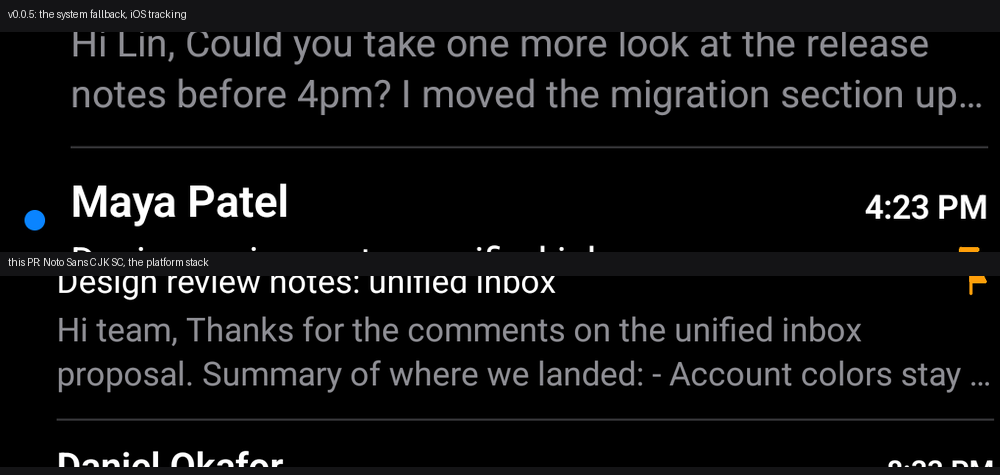 v0.0.5: the system fallback, iOS tracking
Hi Lin, Could you take one more look at the release
notes before 4pm? I moved the migration section up…
Maya Patel
4:23 PM
this PR: Noto Sans CJK SC, the platform stack
Design review notes: unified inbox
Hi team, Thanks for the comments on the unified inbox
proposal. Summary of where we landed: - Account colors stay …
Daniel Okafor